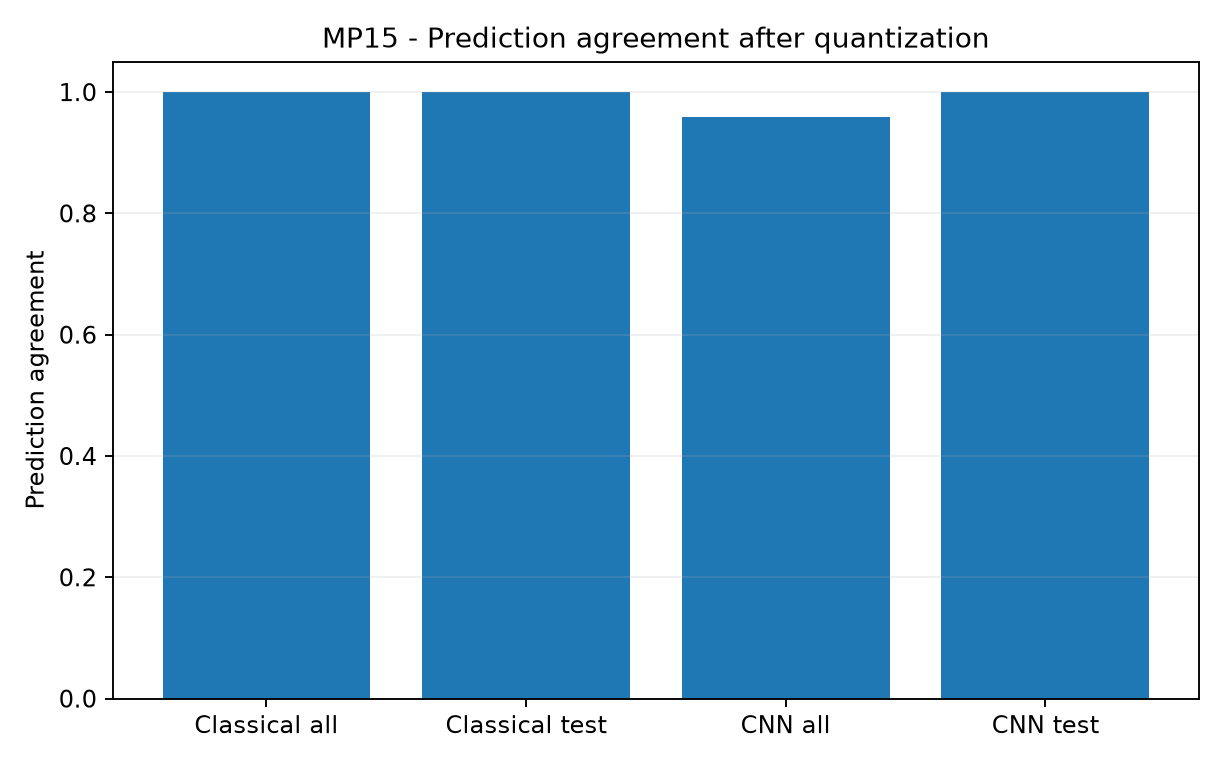 MP15 - Prediction agreement after quantization
Prediction agreement
1.0
0.8
0.6
0.4
0.2
0.0
Classical all
Classical test
CNN all
CNN test